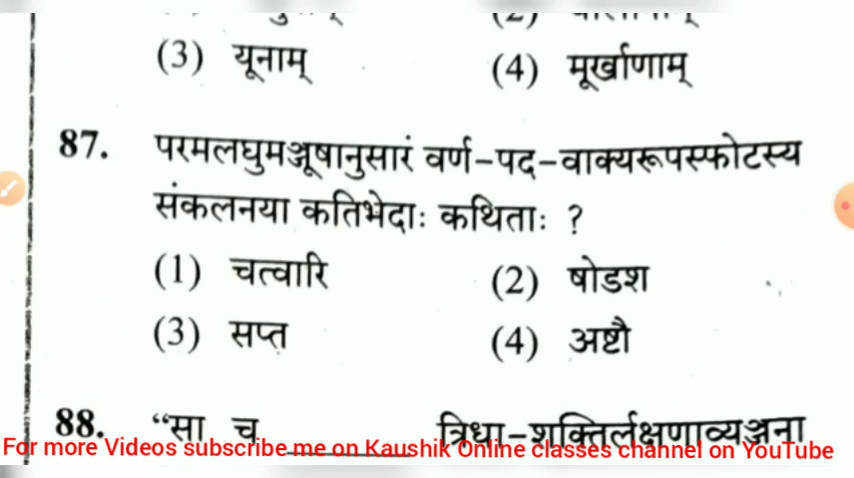 (3) यूनाम् (4) मूर्खाणाम्
87. परमलघुमञ्जूषानुसारं वर्ण-पद-वाक्यरूपस्फोटस्य
संकलनया कतिभेदाः कथिताः ?
(1) चत्वारि (2) षोडश
(3) सप्त (4) अष्टौ
88. “सा च ______ त्रिधा-शक्तिर्लक्षणाव्यञ्जना
For more Videos subscribe me on Kaushik Online classes channel on YouTube